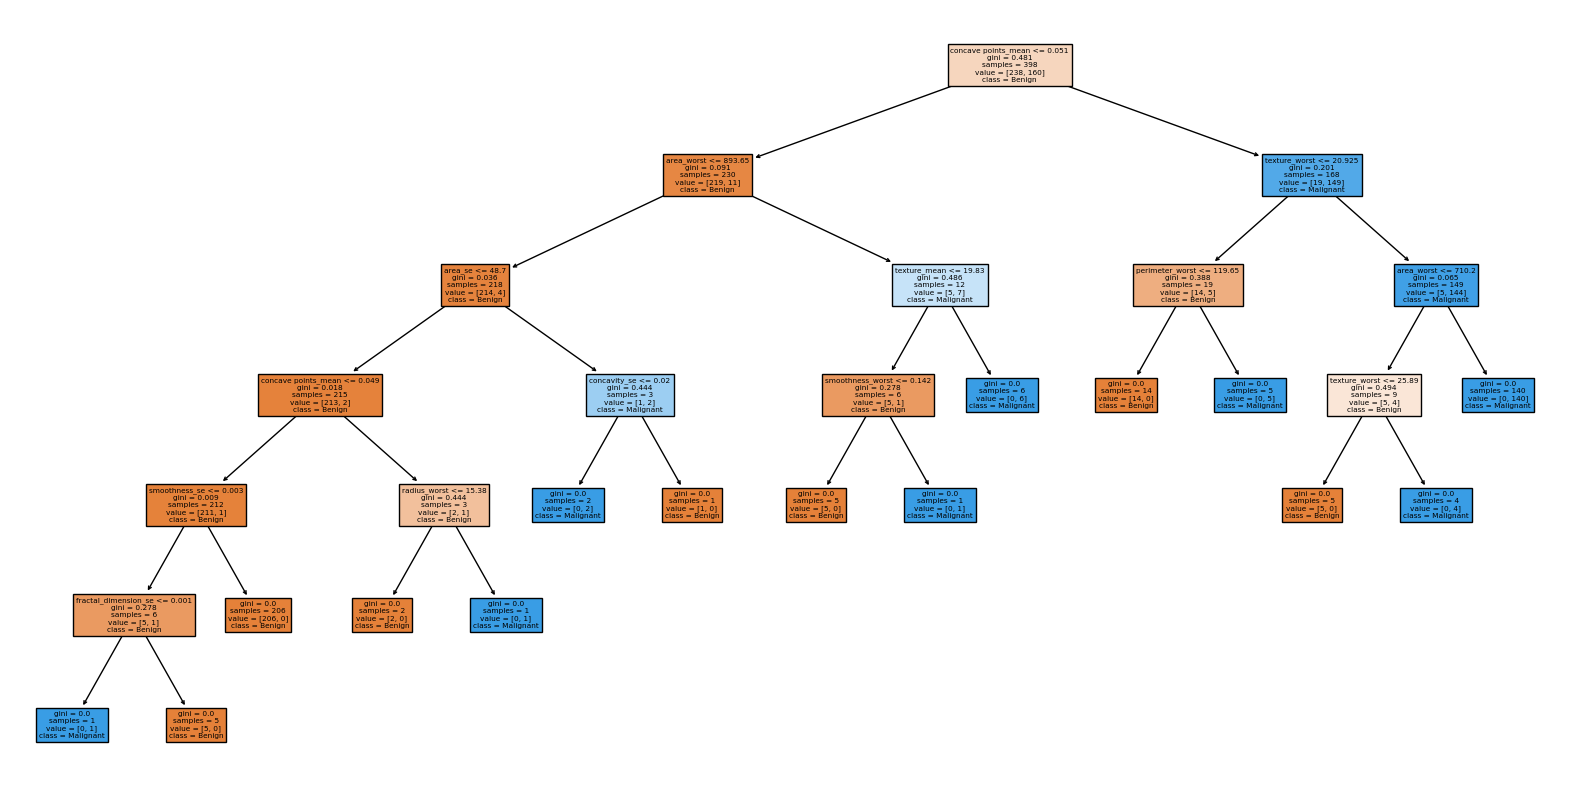 concave points_mean <= 0.051
gini = 0.481
samples = 398
value = [238, 160]
class = Benign
area_worst <= 893.65
gini = 0.091
samples = 230
value = [219, 11]
class = Benign
texture_worst <= 20.925
gini = 0.201
samples = 168
value = [19, 149]
class = Malignant
area_se <= 48.7
gini = 0.036
samples = 218
value = [214, 4]
class = Benign
texture_mean <= 19.83
gini = 0.486
samples = 12
value = [5, 7]
class = Malignant
perimeter_worst <= 119.65
gini = 0.388
samples = 19
value = [14, 5]
class = Benign
area_worst <= 710.2
gini = 0.065
samples = 149
value = [5, 144]
class = Malignant
concave points_mean <= 0.049
gini = 0.018
samples = 215
value = [213, 2]
class = Benign
concavity_se <= 0.02
gini = 0.444
samples = 3
value = [1, 2]
class = Malignant
smoothness_worst <= 0.142
gini = 0.278
samples = 6
value = [5, 1]
class = Benign
gini = 0.0
samples = 6
value = [0, 6]
class = Malignant
gini = 0.0
samples = 14
value = [14, 0]
class = Benign
gini = 0.0
samples = 5
value = [0, 5]
class = Malignant
texture_worst <= 25.89
gini = 0.494
samples = 9
value = [5, 4]
class = Benign
gini = 0.0
samples = 140
value = [0, 140]
class = Malignant
smoothness_se <= 0.003
gini = 0.009
samples = 212
value = [211, 1]
class = Benign
radius_worst <= 15.38
gini = 0.444
samples = 3
value = [2, 1]
class = Benign
gini = 0.0
samples = 2
value = [0, 2]
class = Malignant
gini = 0.0
samples = 1
value = [1, 0]
class = Benign
gini = 0.0
samples = 5
value = [5, 0]
class = Benign
gini = 0.0
samples = 1
value = [0, 1]
class = Malignant
gini = 0.0
samples = 5
value = [5, 0]
class = Benign
gini = 0.0
samples = 4
value = [0, 4]
class = Malignant
fractal_dimension_se <= 0.001
gini = 0.278
samples = 6
value = [5, 1]
class = Benign
gini = 0.0
samples = 206
value = [206, 0]
class = Benign
gini = 0.0
samples = 2
value = [2, 0]
class = Benign
gini = 0.0
samples = 1
value = [0, 1]
class = Malignant
gini = 0.0
samples = 1
value = [0, 1]
class = Malignant
gini = 0.0
samples = 5
value = [5, 0]
class = Benign